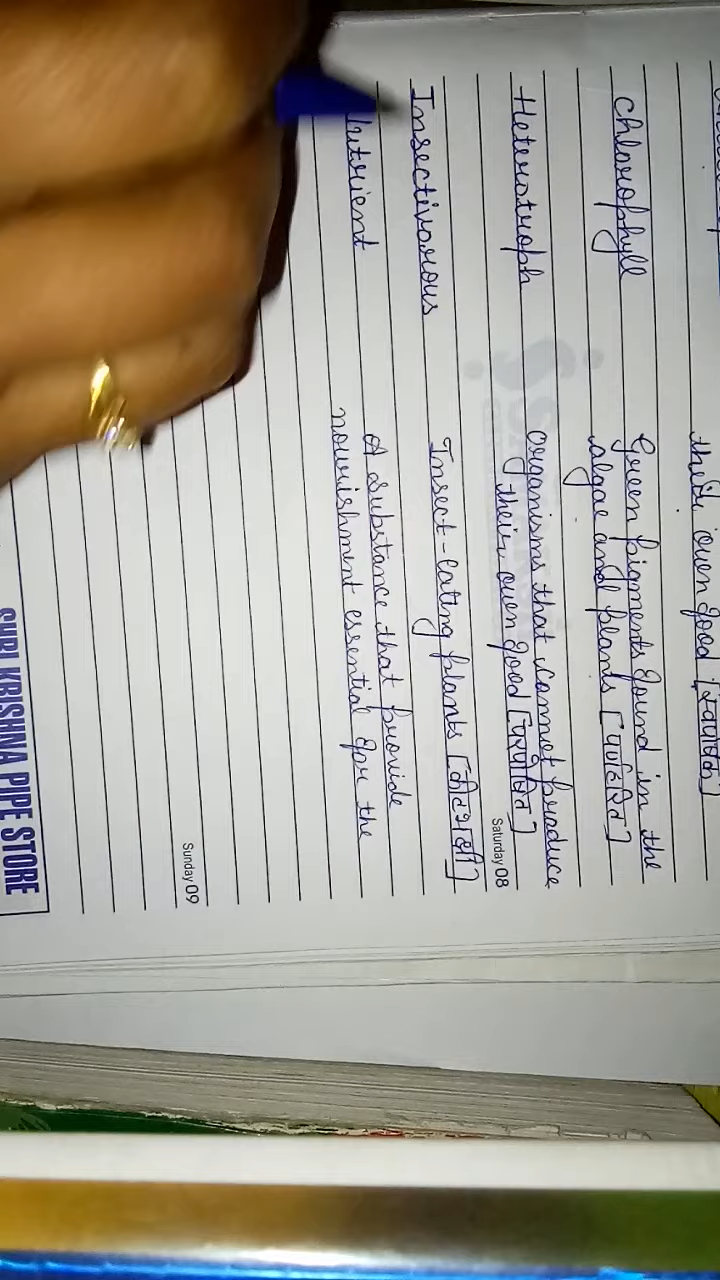 their own food [स्वपोषित]
Chlorophyll Green pigments found in the
algae and plants [पर्णहरित]
Heterotroph Organisms that cannot produce
their own food [परपोषित]
Saturday 08
Insectivorous Insect-eating plants [कीटभक्षी]
Nutrient A substance that provide
nourishment essential for the
Sunday 09
SHRI KRISHNA PIPE STORE